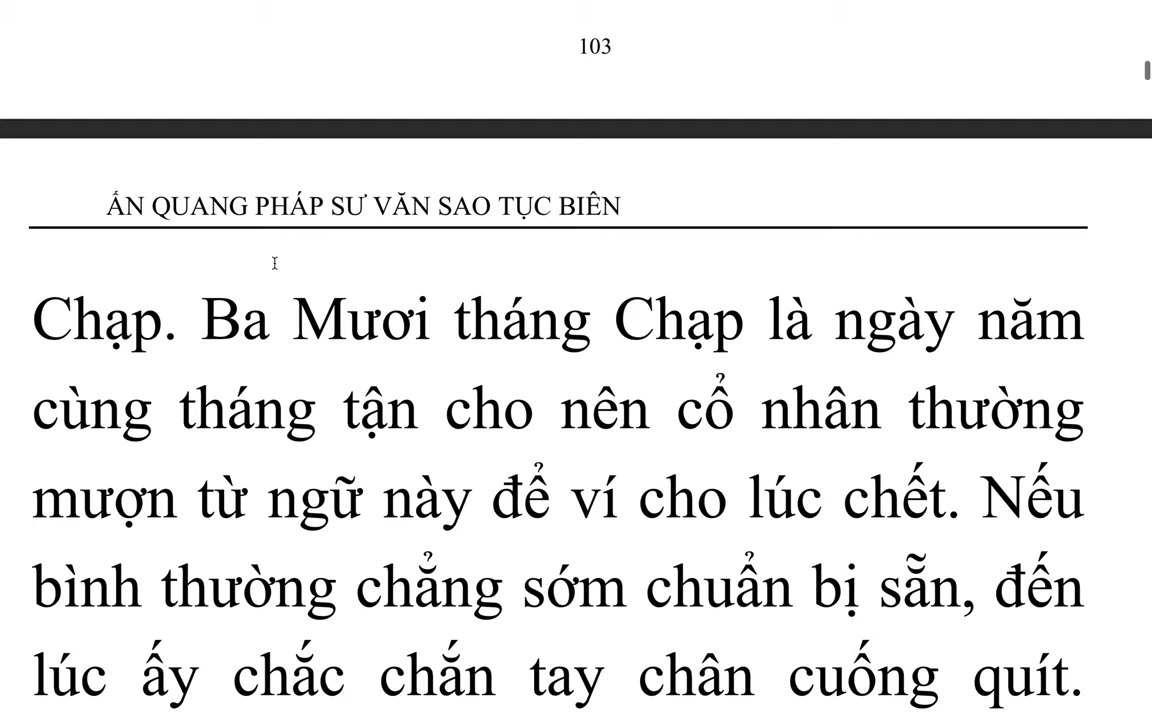 103
ẤN QUANG PHÁP SƯ VĂN SAO TỤC BIÊN
Chạp. Ba Mươi tháng Chạp là ngày năm
cùng tháng tận cho nên cổ nhân thường
mượn từ ngữ này để ví cho lúc chết. Nếu
bình thường chẳng sớm chuẩn bị sẵn, đến
lúc ấy chắc chắn tay chân cuống quít.